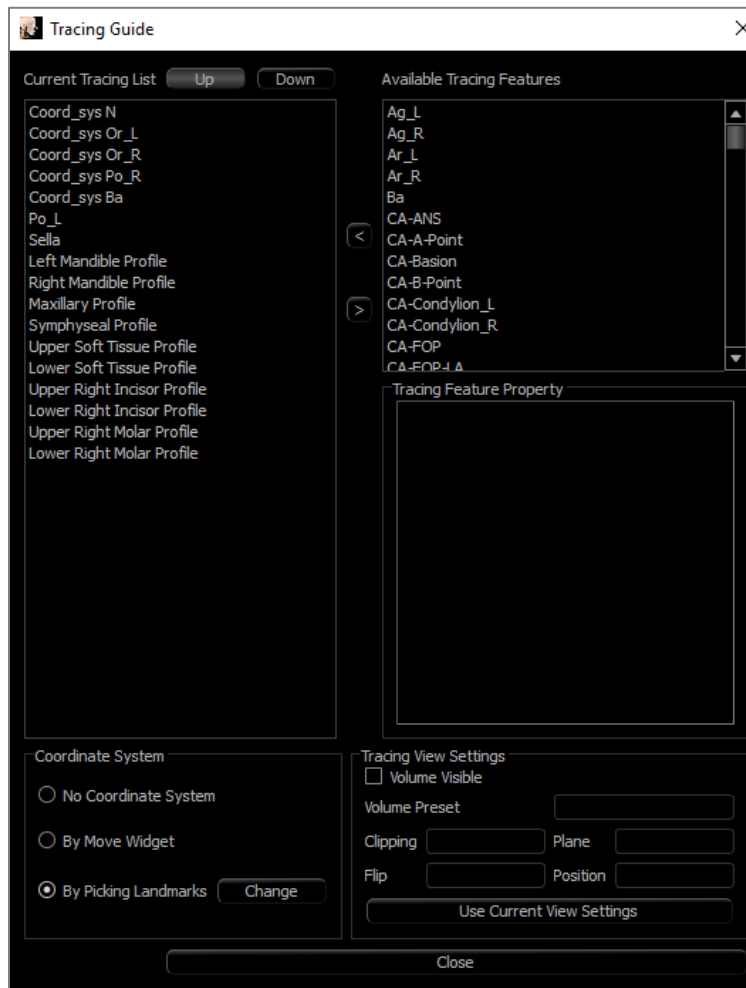 Tracing Guide
Current Tracing List Up Down
Coord_sys N
Coord_sys Or_L
Coord_sys Or_R
Coord_sys Po_R
Coord_sys Ba
Po_L
Sella
Left Mandible Profile
Right Mandible Profile
Maxillary Profile
Symphyseal Profile
Upper Soft Tissue Profile
Lower Soft Tissue Profile
Upper Right Incisor Profile
Lower Right Incisor Profile
Upper Right Molar Profile
Lower Right Molar Profile
<
>
Available Tracing Features
Ag_L
Ag_R
Ar_L
Ar_R
Ba
CA-ANS
CA-A-Point
CA-Basion
CA-B-Point
CA-Condylion_L
CA-Condylion_R
CA-FOP
CA-FOP-LA
Tracing Feature Property
Coordinate System
No Coordinate System
By Move Widget
By Picking Landmarks Change
Tracing View Settings
Volume Visible
Volume Preset
Clipping Plane
Flip Position
Use Current View Settings
Close